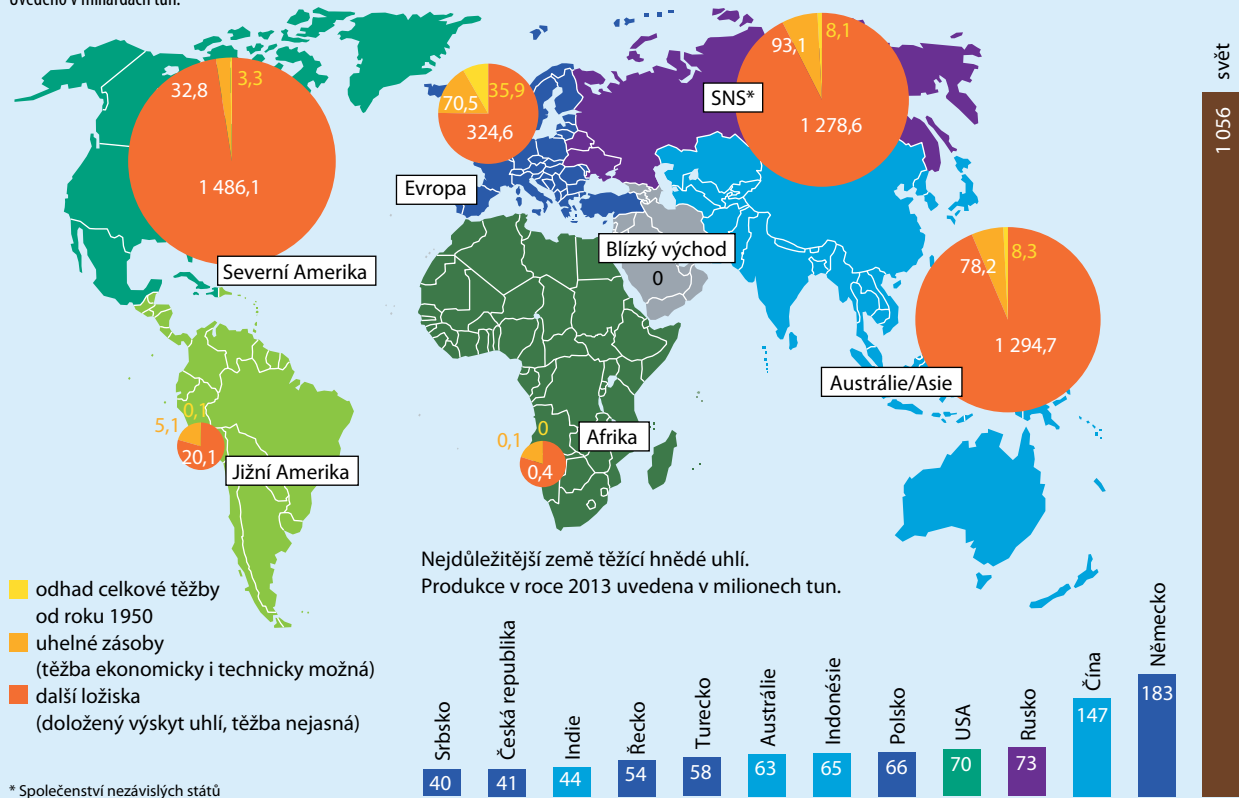 Uvedeno v miliardách tun.
3,3
32,8
1 486,1
Severní Amerika
35,9
70,5
324,6
Evropa
8,1
93,1
SNS*
1 278,6
Blízký východ
0
8,3
78,2
1 294,7
Austrálie/Asie
0,1
5,1
20,1
Jižní Amerika
0
0,1
0,4
Afrika
svět
1 056
odhad celkové těžby
od roku 1950
uhelné zásoby
(těžba ekonomicky i technicky možná)
další ložiska
(doložený výskyt uhlí, těžba nejasná)
* Společenství nezávislých států
Nejdůležitější země těžící hnědé uhlí.
Produkce v roce 2013 uvedena v milionech tun.
Srbsko
40
Česká republika
41
Indie
44
Řecko
54
Turecko
58
Austrálie
63
Indonésie
65
Polsko
66
USA
70
Rusko
73
Čína
147
Německo
183